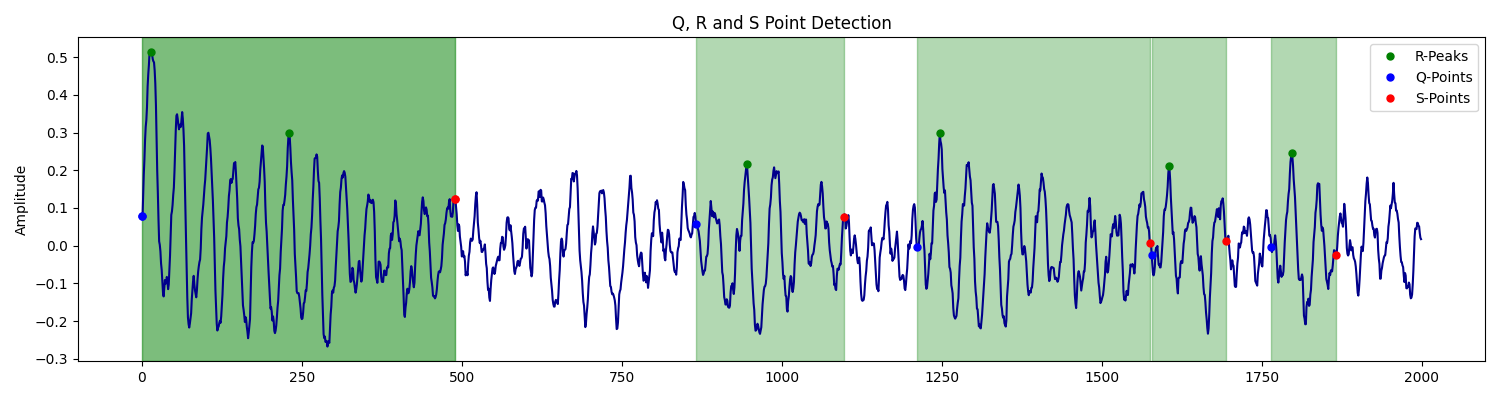 Q, R and S Point Detection
R-Peaks
Q-Points
S-Points
Amplitude
0.5
0.4
0.3
0.2
0.1
0.0
−0.1
−0.2
−0.3
0 250 500 750 1000 1250 1500 1750 2000